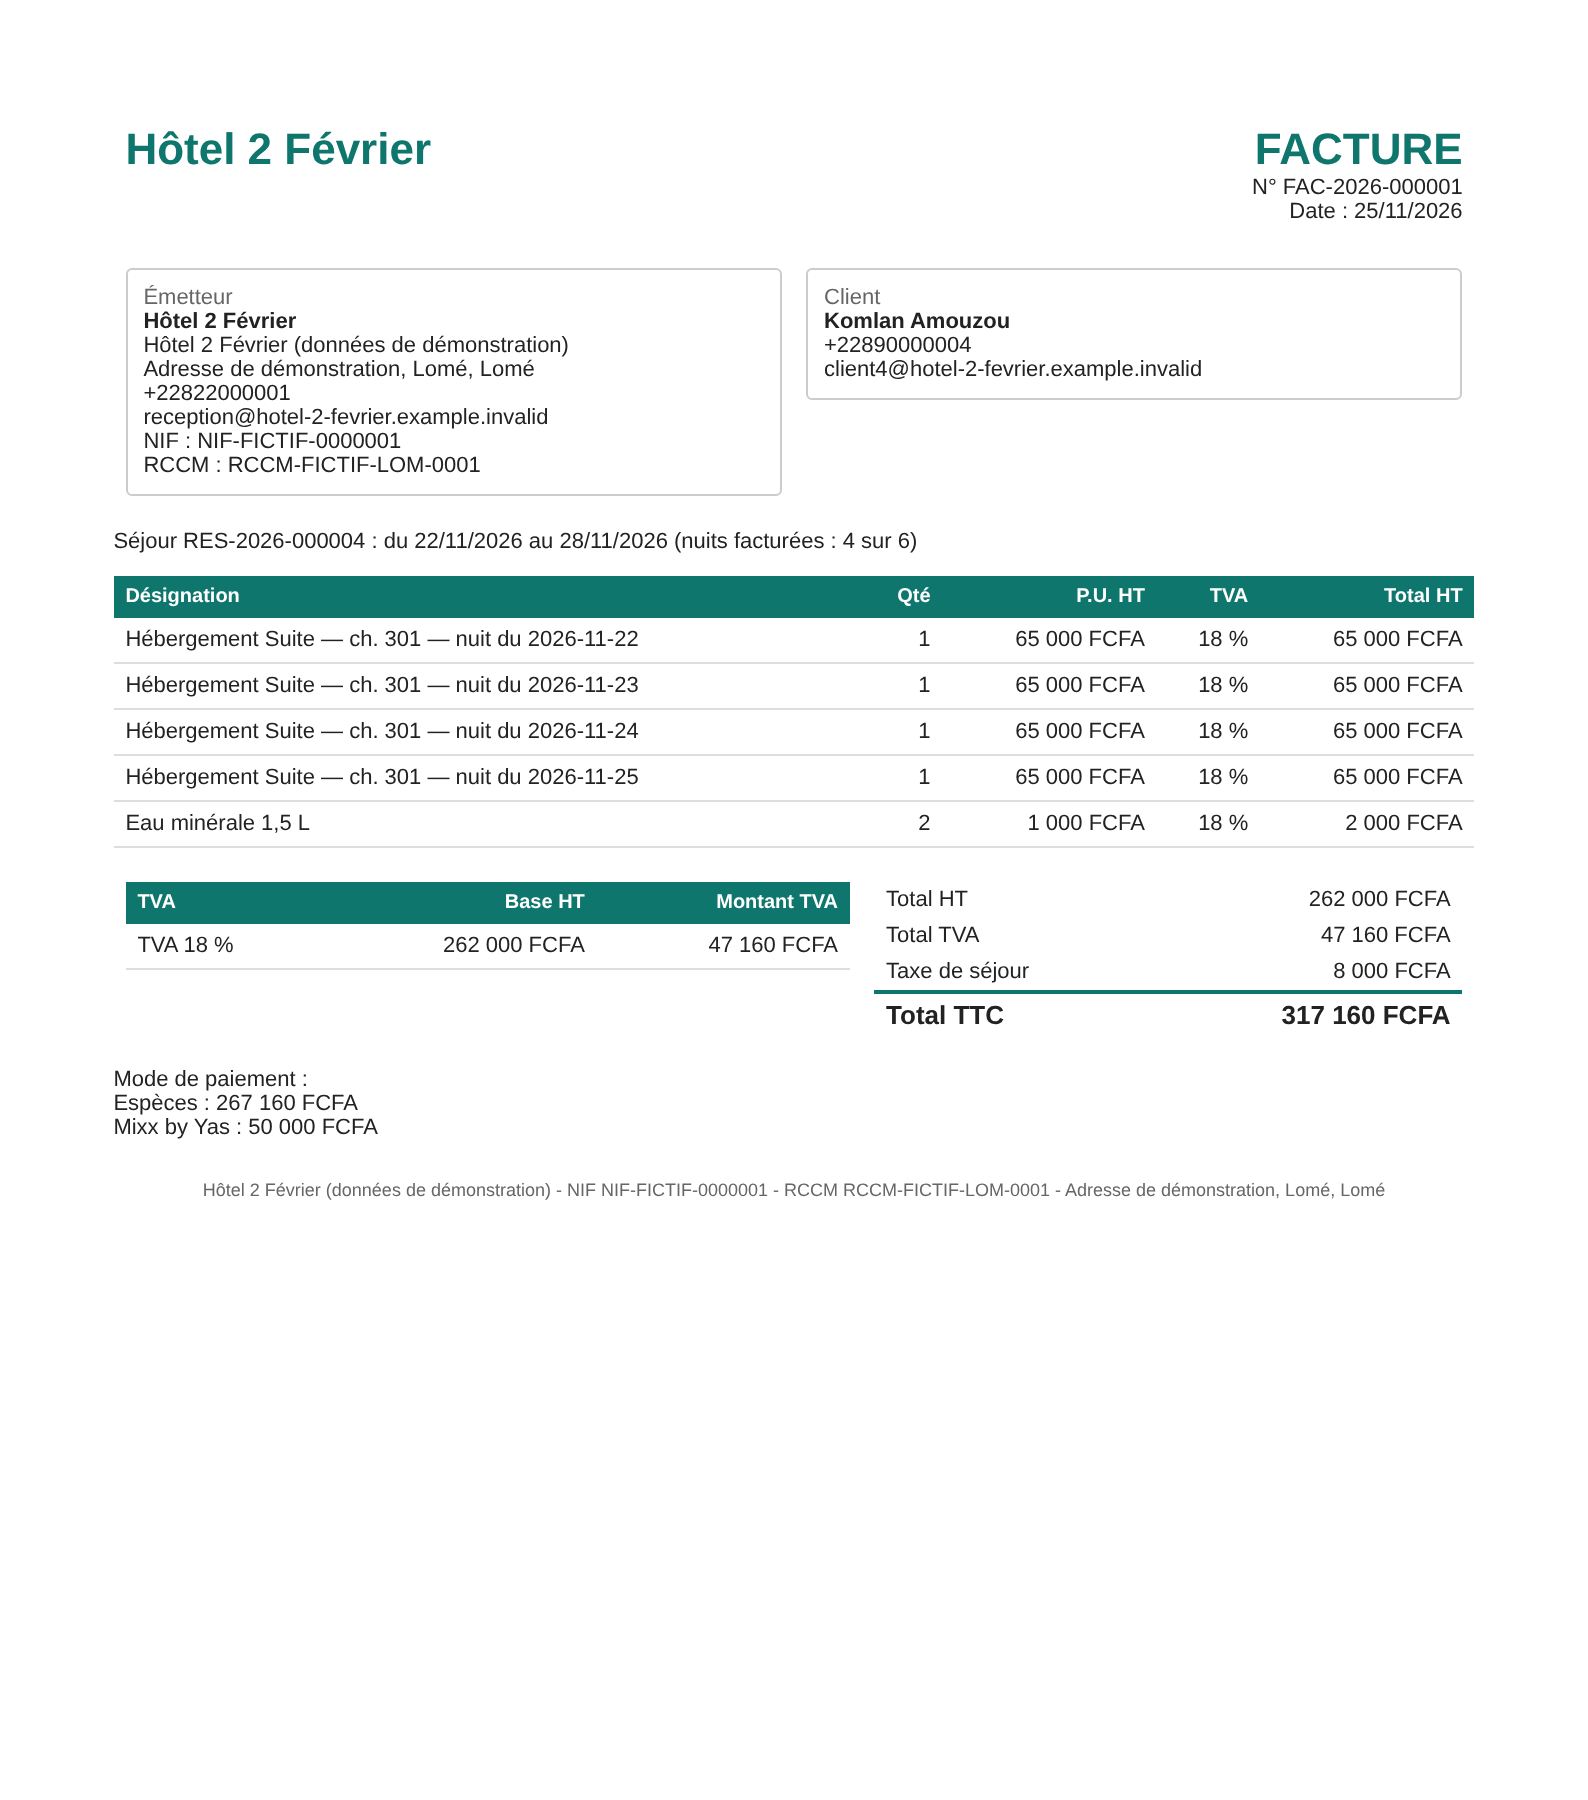 Hôtel 2 Février
FACTURE
N° FAC-2026-000001
Date : 25/11/2026
Émetteur
Hôtel 2 Février
Hôtel 2 Février (données de démonstration)
Adresse de démonstration, Lomé, Lomé
+22822000001
reception@hotel-2-fevrier.example.invalid
NIF : NIF-FICTIF-0000001
RCCM : RCCM-FICTIF-LOM-0001
Client
Komlan Amouzou
+22890000004
client4@hotel-2-fevrier.example.invalid
Séjour RES-2026-000004 : du 22/11/2026 au 28/11/2026 (nuits facturées : 4 sur 6)
Désignation Qté P.U. HT TVA Total HT
Hébergement Suite — ch. 301 — nuit du 2026-11-22 1 65 000 FCFA 18 % 65 000 FCFA
Hébergement Suite — ch. 301 — nuit du 2026-11-23 1 65 000 FCFA 18 % 65 000 FCFA
Hébergement Suite — ch. 301 — nuit du 2026-11-24 1 65 000 FCFA 18 % 65 000 FCFA
Hébergement Suite — ch. 301 — nuit du 2026-11-25 1 65 000 FCFA 18 % 65 000 FCFA
Eau minérale 1,5 L 2 1 000 FCFA 18 % 2 000 FCFA
TVA Base HT Montant TVA
TVA 18 % 262 000 FCFA 47 160 FCFA
Total HT 262 000 FCFA
Total TVA 47 160 FCFA
Taxe de séjour 8 000 FCFA
Total TTC 317 160 FCFA
Mode de paiement :
Espèces : 267 160 FCFA
Mixx by Yas : 50 000 FCFA
Hôtel 2 Février (données de démonstration) - NIF NIF-FICTIF-0000001 - RCCM RCCM-FICTIF-LOM-0001 - Adresse de démonstration, Lomé, Lomé